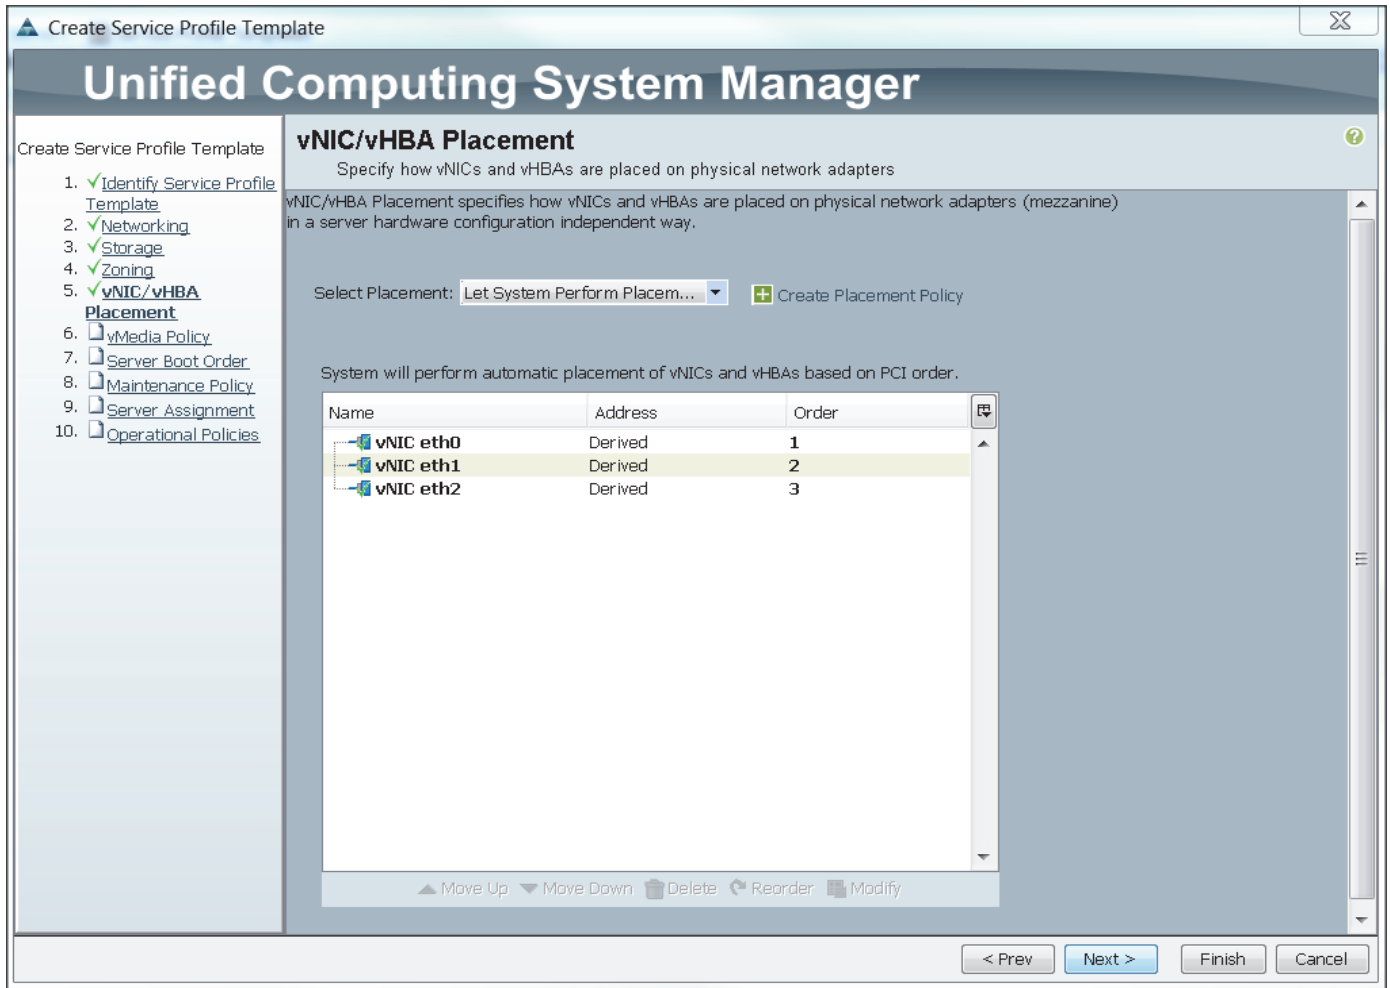 Create Service Profile Template
Unified Computing System Manager
Create Service Profile Template
1. Identify Service Profile
Template
2. Networking
3. Storage
4. Zoning
5. vNIC/vHBA
Placement
6. vMedia Policy
7. Server Boot Order
8. Maintenance Policy
9. Server Assignment
10. Operational Policies
vNIC/vHBA Placement
Specify how vNICs and vHBAs are placed on physical network adapters
vNIC/vHBA Placement specifies how vNICs and vHBAs are placed on physical network adapters (mezzanine)
in a server hardware configuration independent way.
Select Placement: Let System Perform Placem... Create Placement Policy
System will perform automatic placement of vNICs and vHBAs based on PCI order.
Name Address Order
vNIC eth0 Derived 1
vNIC eth1 Derived 2
vNIC eth2 Derived 3
Move Up Move Down Delete Reorder Modify
< Prev Next > Finish Cancel